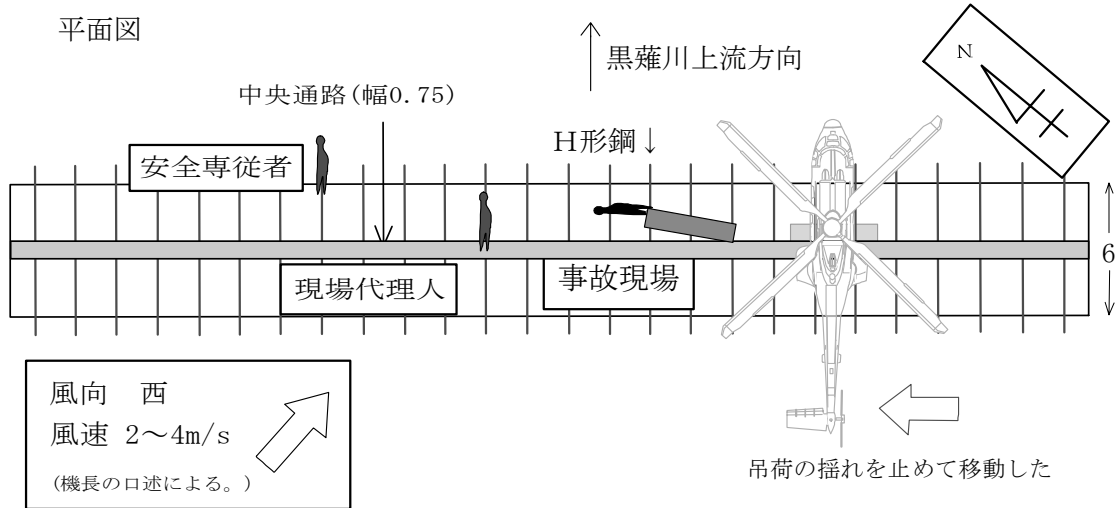 平面図
黒薙川上流方向
N
中央通路(幅0.75)
H形鋼↓
安全専従者
6
現場代理人
事故現場
風向　西
風速 2～4m/s
(機長の口述による。)
吊荷の揺れを止めて移動した